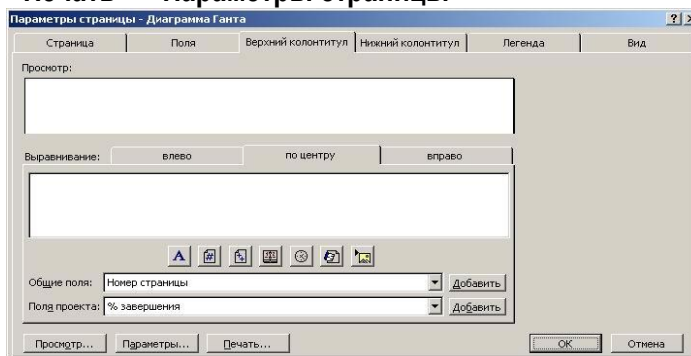 Печать — Параметры страницы
Параметры страницы - Диаграмма Ганта
Страница Поля Верхний колонтитул Нижний колонтитул Легенда Вид
Просмотр:
Выравнивание: влево по центру вправо
A
Общие поля: Номер страницы Добавить
Поля проекта: % завершения Добавить
Просмотр... Параметры... Печать... ОК Отмена